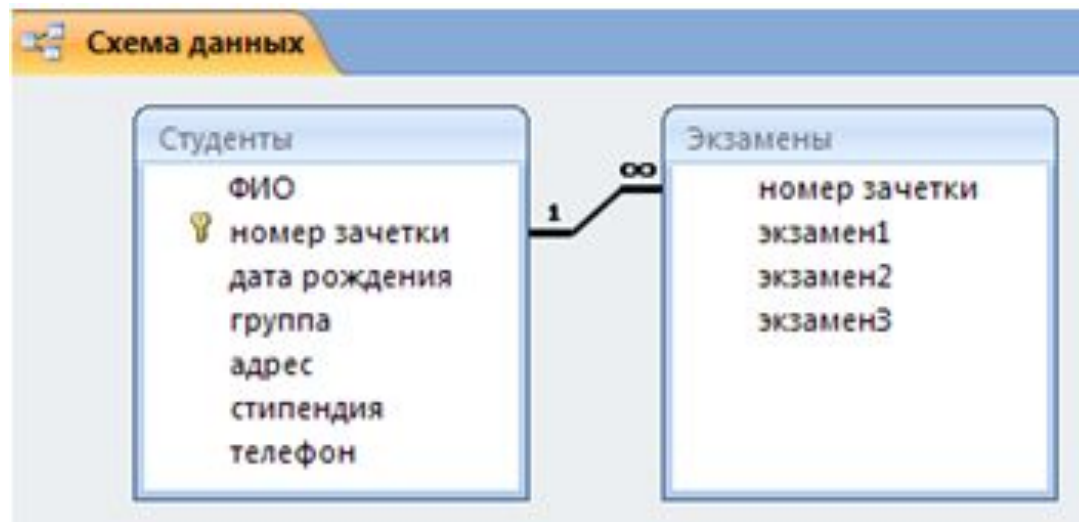 Схема данных
Студенты
ФИО
номер зачетки
дата рождения
группа
адрес
стипендия
телефон
1
∞
Экзамены
номер зачетки
экзамен1
экзамен2
экзамен3